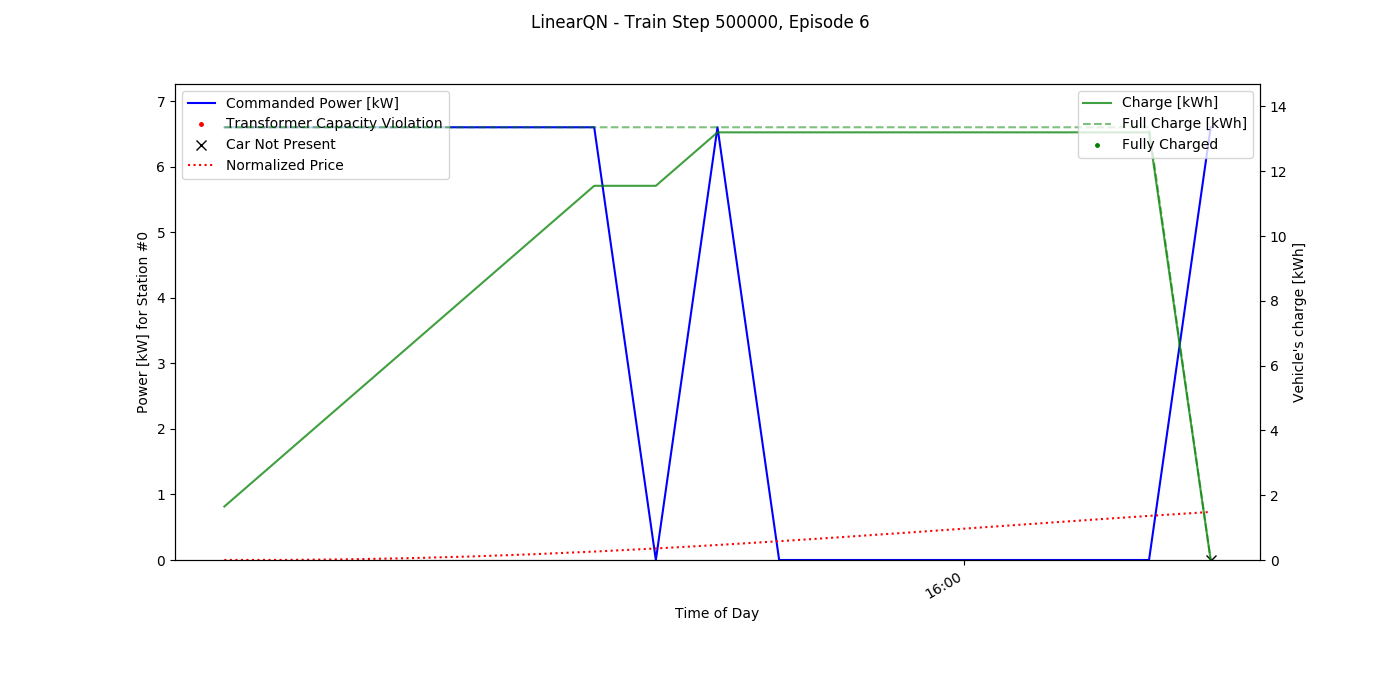 LinearQN - Train Step 500000, Episode 6
Commanded Power [kW]
Transformer Capacity Violation
Car Not Present
Normalized Price
Charge [kWh]
Full Charge [kWh]
Fully Charged
7
6
5
4
3
2
1
0
Power [kW] for Station #0
14
12
10
8
6
4
2
0
Vehicle's charge [kWh]
16:00
Time of Day